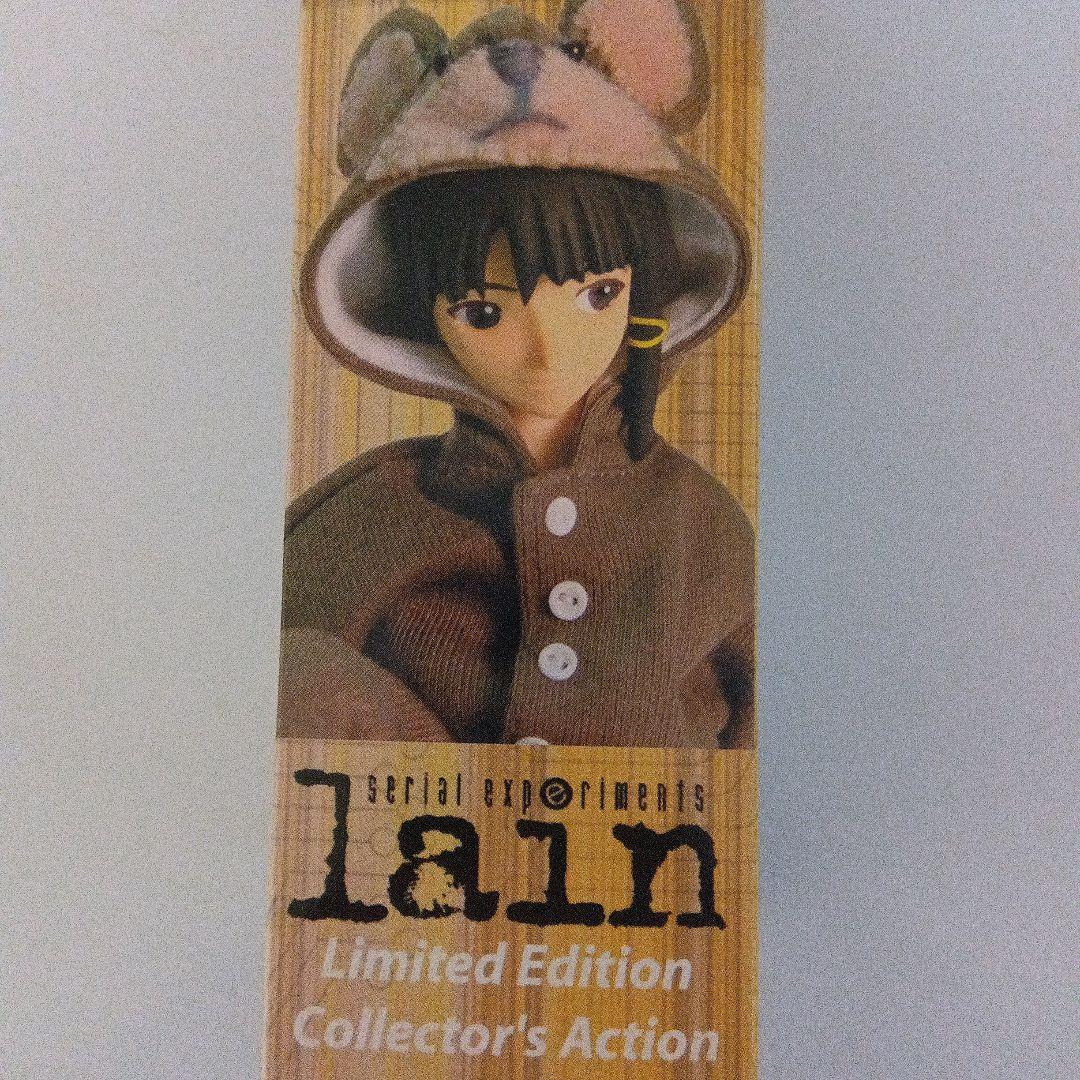 serial experiments
lain
Limited Edition
Collector's Action